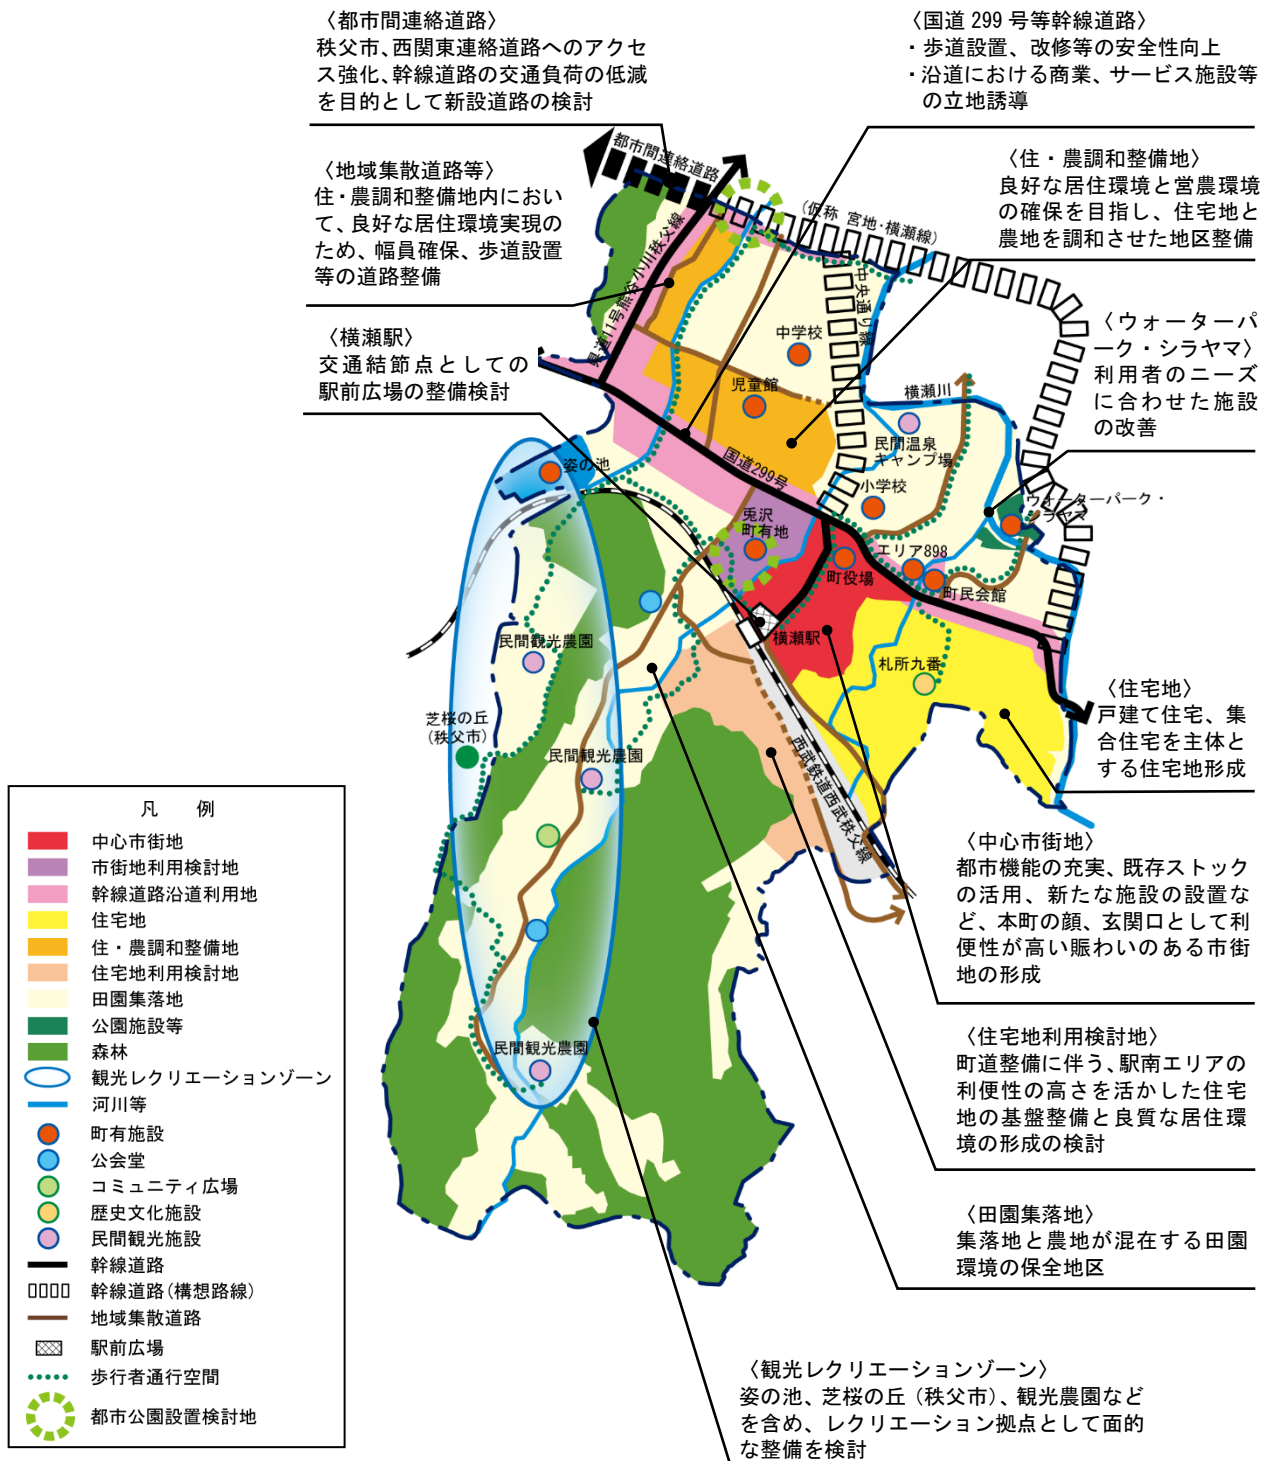 〈都市間連絡道路〉
秩父市、西関東連絡道路へのアクセ
ス強化、幹線道路の交通負荷の低減
を目的として新設道路の検討
〈国道 299 号等幹線道路〉
・歩道設置、改修等の安全性向上
・沿道における商業、サービス施設等
の立地誘導
〈地域集散道路等〉
住・農調和整備地内におい
て、良好な居住環境実現の
ため、幅員確保、歩道設置
等の道路整備
〈住・農調和整備地〉
良好な居住環境と営農環境
の確保を目指し、住宅地と
農地を調和させた地区整備
〈横瀬駅〉
交通結節点としての
駅前広場の整備検討
〈ウォーターパ
ーク・シラヤマ〉
利用者のニーズ
に合わせた施設
の改善
都市間連絡道路
(仮称 宮地・横瀬線)
県道11号熊谷小川秩父線
中央通り線
中学校
児童館
横瀬川
民間温泉
キャンプ場
国道299号
姿の池
小学校
ウォーターパーク・
シラヤマ
兎沢
町有地
エリア898
町役場
町民会館
横瀬駅
民間観光農園
札所九番
芝桜の丘
(秩父市)
民間観光農園
西武鉄道西武秩父線
民間観光農園
〈住宅地〉
戸建て住宅、集
合住宅を主体と
する住宅地形成
〈中心市街地〉
都市機能の充実、既存ストック
の活用、新たな施設の設置な
ど、本町の顔、玄関口として利
便性が高い賑わいのある市街
地の形成
〈住宅地利用検討地〉
町道整備に伴う、駅南エリアの
利便性の高さを活かした住宅
地の基盤整備と良質な居住環
境の形成の検討
〈田園集落地〉
集落地と農地が混在する田園
環境の保全地区
〈観光レクリエーションゾーン〉
姿の池、芝桜の丘（秩父市）、観光農園など
を含め、レクリエーション拠点として面的
な整備を検討
凡　例
中心市街地
市街地利用検討地
幹線道路沿道利用地
住宅地
住・農調和整備地
住宅地利用検討地
田園集落地
公園施設等
森林
観光レクリエーションゾーン
河川等
町有施設
公会堂
コミュニティ広場
歴史文化施設
民間観光施設
幹線道路
幹線道路(構想路線)
地域集散道路
駅前広場
歩行者通行空間
都市公園設置検討地